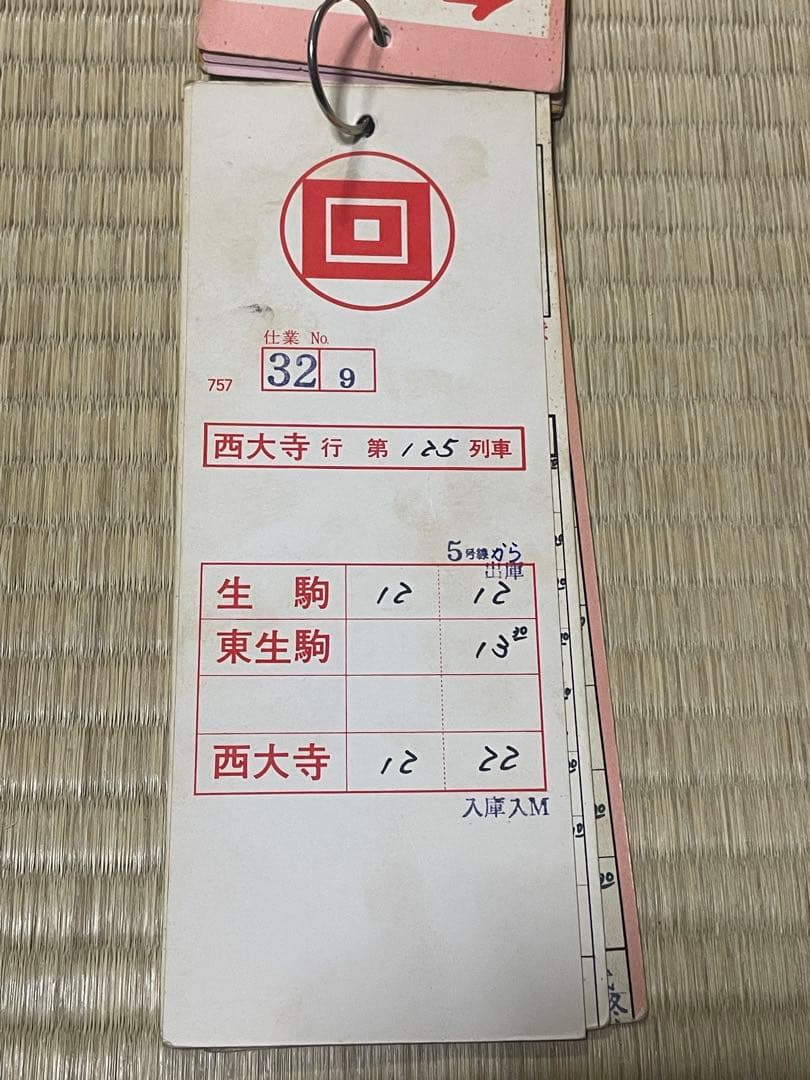 回
仕業 No.
757 32 9
西大寺 行 第 125 列車
5号線から
出庫
生駒 12 12
東生駒 13 30
西大寺 12 22
入庫入M